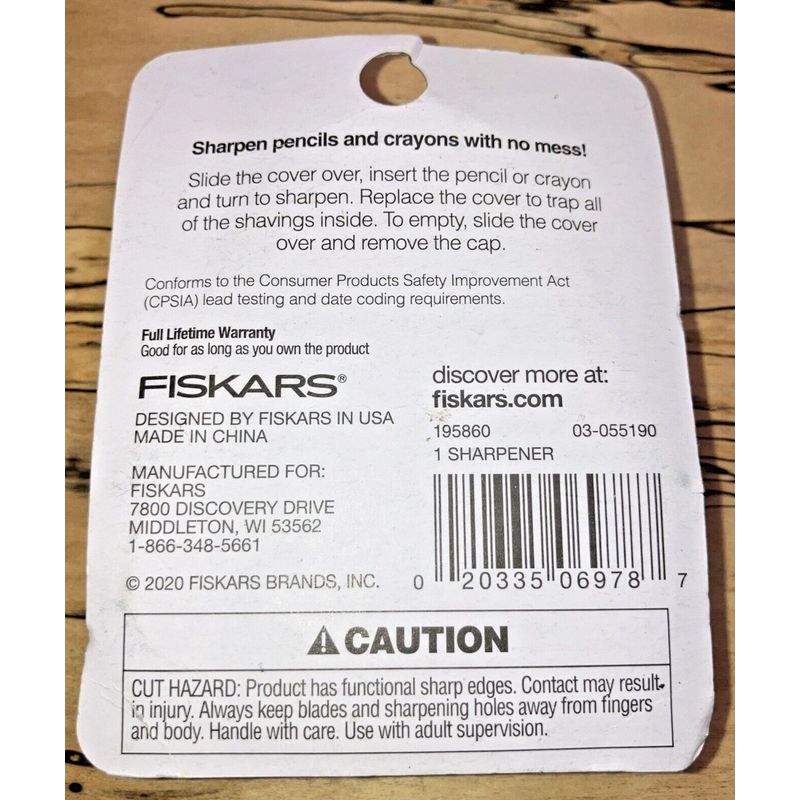 Sharpen pencils and crayons with no mess!
Slide the cover over, insert the pencil or crayon
and turn to sharpen. Replace the cover to trap all
of the shavings inside. To empty, slide the cover
over and remove the cap.
Conforms to the Consumer Products Safety Improvement Act
(CPSIA) lead testing and date coding requirements.
Full Lifetime Warranty
Good for as long as you own the product
FISKARS®
DESIGNED BY FISKARS IN USA
MADE IN CHINA
MANUFACTURED FOR:
FISKARS
7800 DISCOVERY DRIVE
MIDDLETON, WI 53562
1-866-348-5661
© 2020 FISKARS BRANDS, INC.
discover more at:
fiskars.com
195860 03-055190
1 SHARPENER
0 20335 06978 7
⚠CAUTION
CUT HAZARD: Product has functional sharp edges. Contact may result
in injury. Always keep blades and sharpening holes away from fingers
and body. Handle with care. Use with adult supervision.